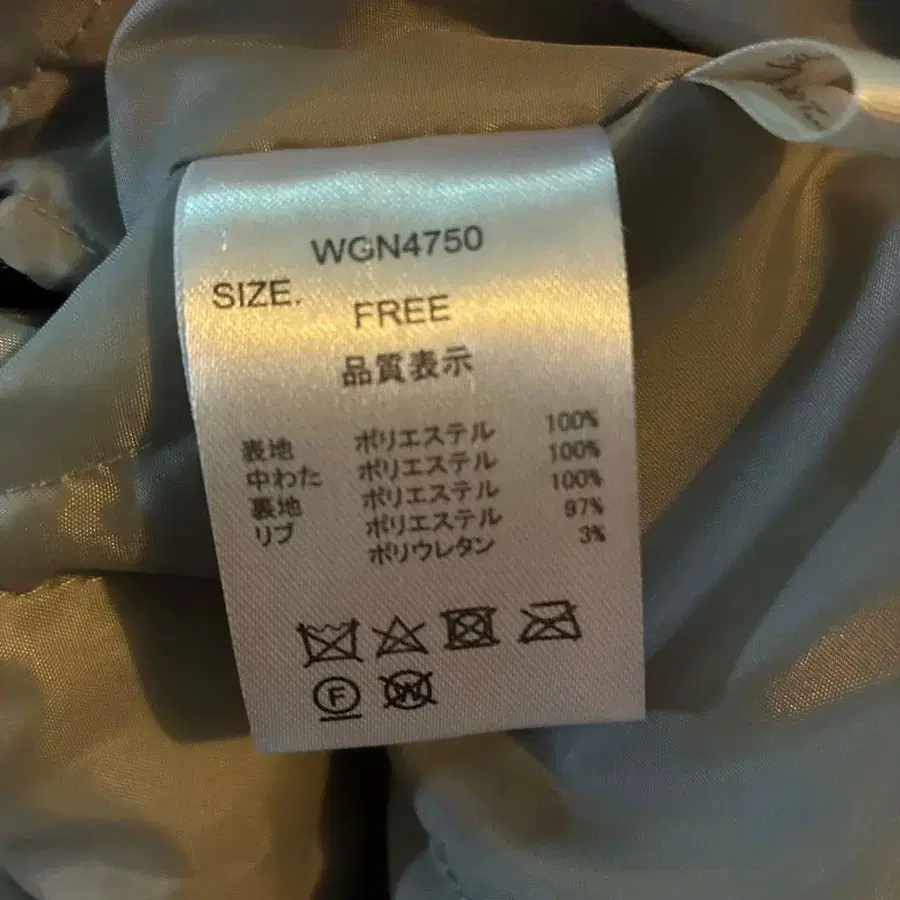 WGN4750
SIZE.
FREE
品質表示
表地 ポリエステル 100%
中わた ポリエステル 100%
裏地 ポリエステル 100%
リブ ポリエステル 97%
ポリウレタン 3%
F W